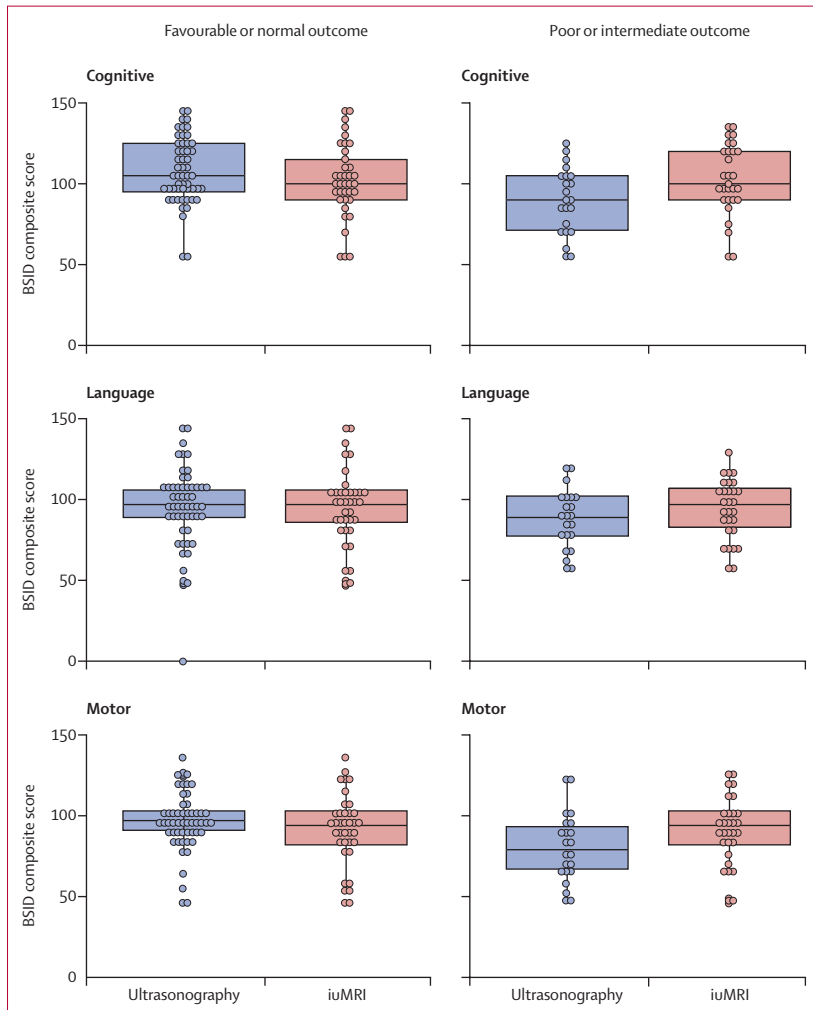 Favourable or normal outcome
Poor or intermediate outcome
Cognitive
Cognitive
150
100
50
0
BSID composite score
Language
Language
150
100
50
0
BSID composite score
Motor
Motor
150
100
50
0
BSID composite score
Ultrasonography
iuMRI
Ultrasonography
iuMRI